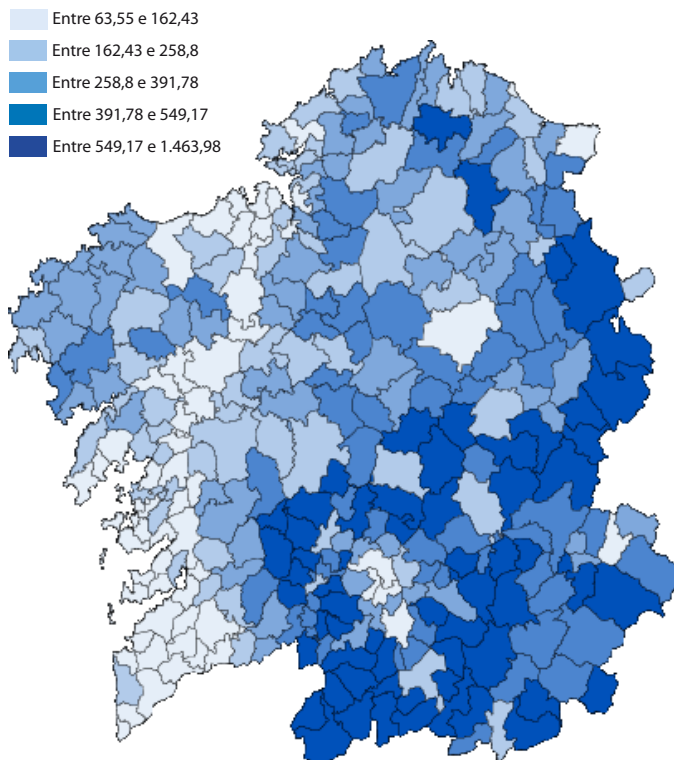 Entre 63,55 e 162,43
Entre 162,43 e 258,8
Entre 258,8 e 391,78
Entre 391,78 e 549,17
Entre 549,17 e 1.463,98